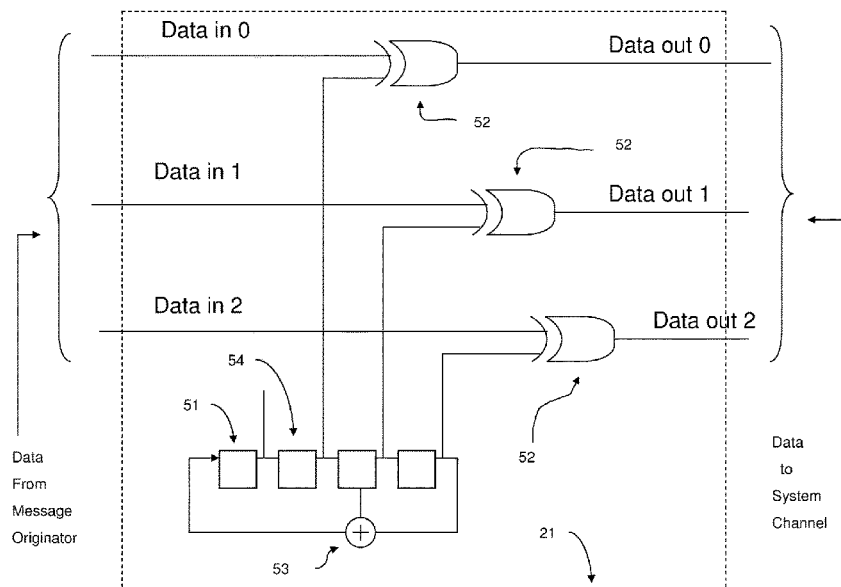 Data in 0
Data out 0
52
52
Data in 1
Data out 1
Data in 2
Data out 2
54
51
52
Data
From
Message
Originator
Data
to
System
Channel
53
21